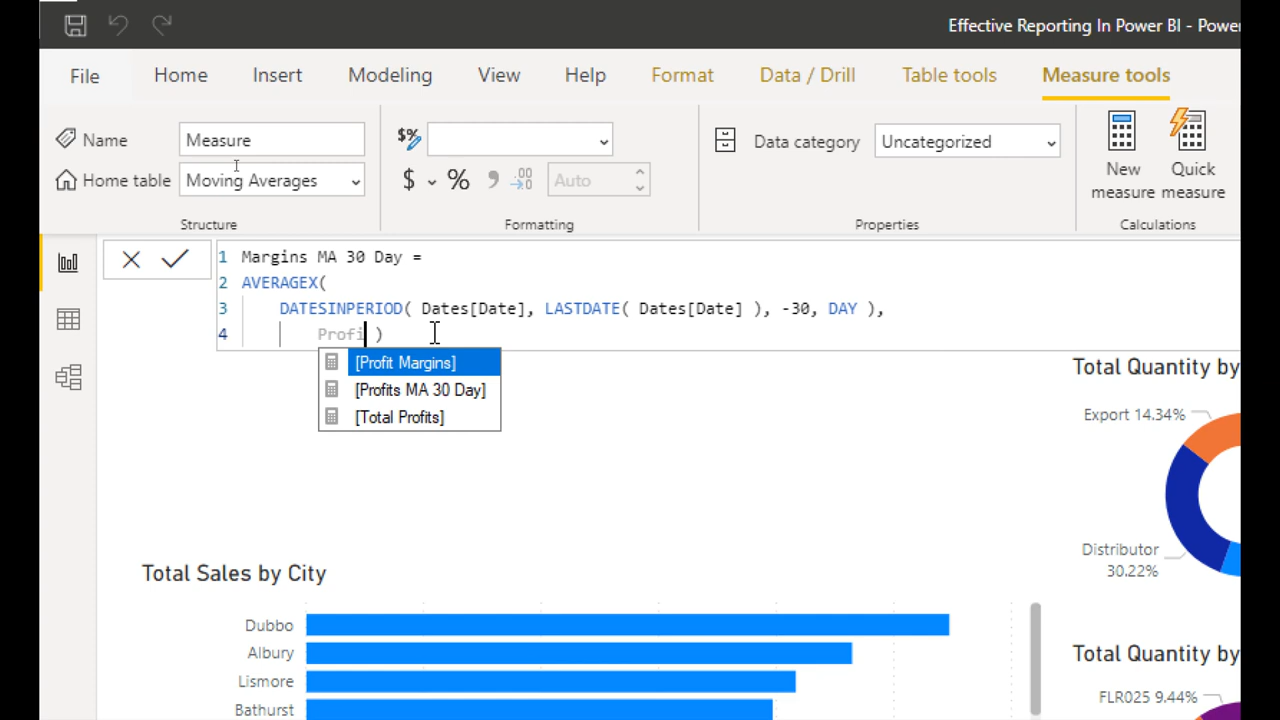 Effective Reporting In Power BI - Powe
File
Home
Insert
Modeling
View
Help
Format
Data / Drill
Table tools
Measure tools
Name
Measure
Home table
Moving Averages
Structure
$%
$
%
,
.00
Auto
Formatting
Data category
Uncategorized
Properties
New
measure
Quick
measure
Calculations
1 Margins MA 30 Day =
2 AVERAGEX(
3 DATESINPERIOD( Dates[Date], LASTDATE( Dates[Date] ), -30, DAY ),
4 Profi )
[Profit Margins]
[Profits MA 30 Day]
[Total Profits]
Total Quantity by
Export 14.34%
Distributor
30.22%
Total Sales by City
Dubbo
Albury
Lismore
Bathurst
Total Quantity by
FLR025 9.44%